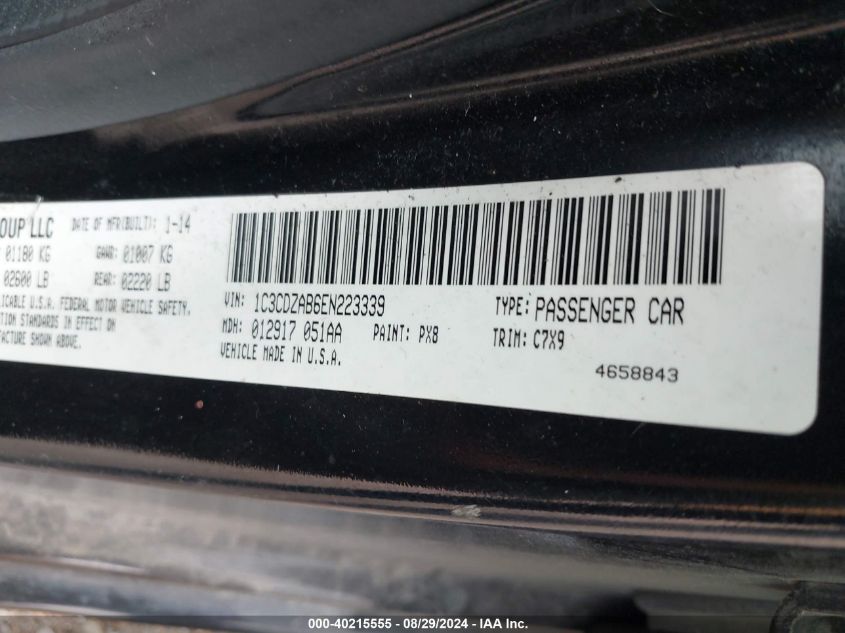 OUP LLC DATE OF MFR(BUILT): 1-14
01180 KG GAWR: 01007 KG
02600 LB REAR: 02220 LB
LICABLE U.S.A. FEDERAL MOTOR VEHICLE SAFETY,
TION STANDARDS IN EFFECT ON
FACTURE SHOWN ABOVE.
VIN: 1C3CDZAB6EN223339 TYPE: PASSENGER CAR
MDH: 012917 051AA PAINT: PX8 TRIM: C7X9
VEHICLE MADE IN U.S.A.
4658843
000-40215555 - 08/29/2024 - IAA Inc.